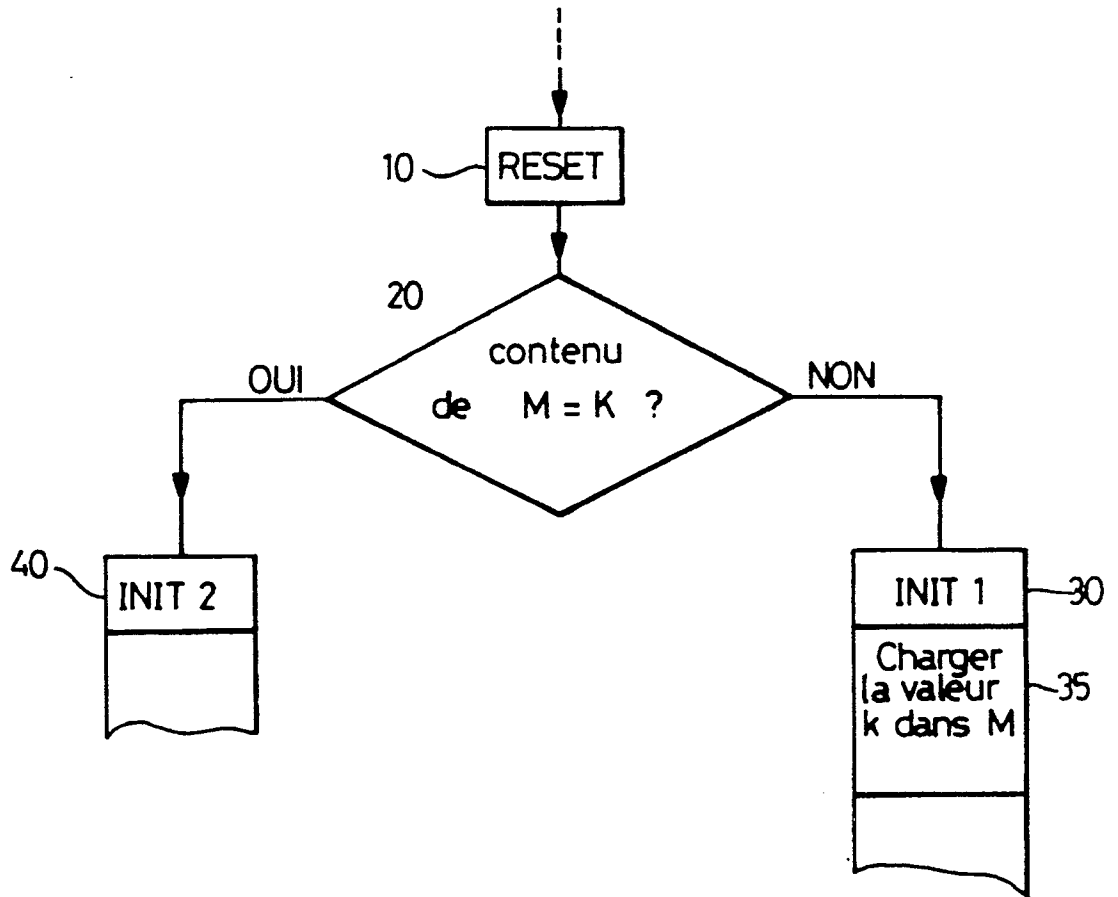 10
RESET
20
contenu
de M = K ?
OUI
NON
40
INIT 2
INIT 1
30
Charger
la valeur
k dans M
35